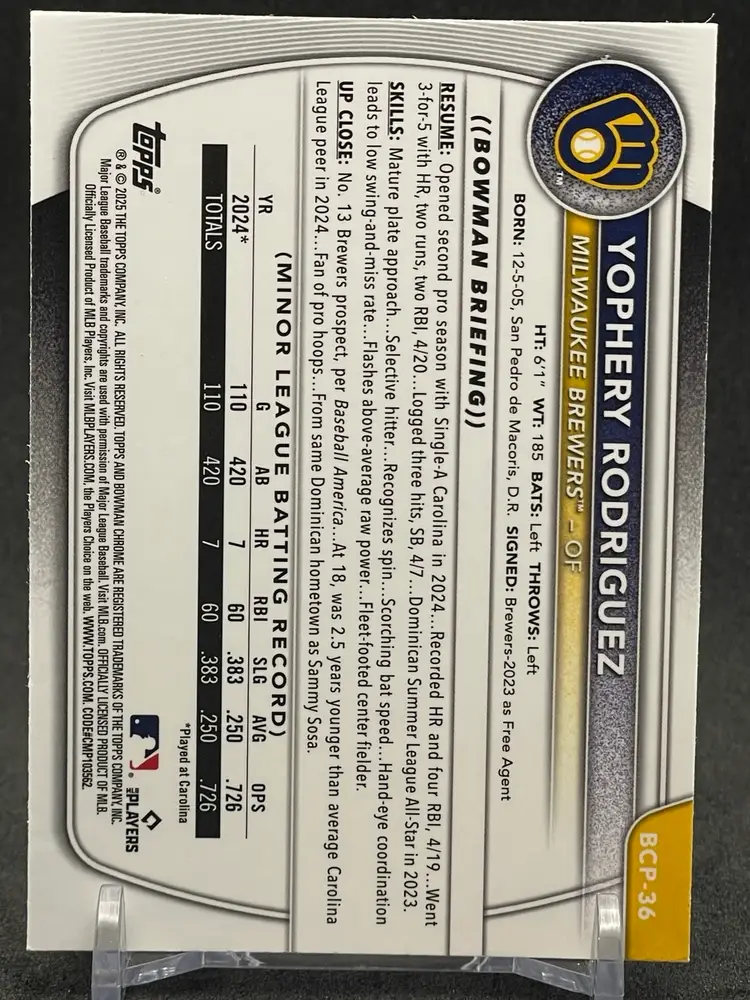 BCP-36
YOPHERY RODRIGUEZ
MILWAUKEE BREWERS™ – OF
™
HT: 6'1" WT: 185 BATS: Left THROWS: Left
BORN: 12-5-05, San Pedro de Macoris, D.R. SIGNED: Brewers-2023 as Free Agent
((BOWMAN BRIEFING))
RESUME: Opened second pro season with Single-A Carolina in 2024...Recorded HR and four RBI, 4/19...Went
3-for-5 with HR, two runs, two RBI, 4/20...Logged three hits, SB, 4/7...Dominican Summer League All-Star in 2023.
SKILLS: Mature plate approach....Selective hitter...Recognizes spin....Scorching bat speed...Hand-eye coordination
leads to low swing-and-miss rate....Flashes above-average raw power....Fleet-footed center fielder.
UP CLOSE: No. 13 Brewers prospect, per Baseball America....At 18, was 2.5 years younger than average Carolina
League peer in 2024....Fan of pro hoops....From same Dominican hometown as Sammy Sosa.
(MINOR LEAGUE BATTING RECORD)
YR G AB HR RBI SLG AVG OPS
2024* 110 420 7 60 .383 .250 .726
TOTALS 110 420 7 60 .383 .250 .726
*Played at Carolina
topps®
® & © 2025 THE TOPPS COMPANY, INC. ALL RIGHTS RESERVED. TOPPS AND BOWMAN CHROME ARE REGISTERED TRADEMARKS OF THE TOPPS COMPANY, INC.
Major League Baseball trademarks and copyrights are used with permission of Major League Baseball. Visit MLB.com. OFFICIALLY LICENSED PRODUCT OF MLB.
Officially Licensed Product of MLB Players, Inc. Visit MLBPLAYERS.COM, the Players Choice on the web. WWW.TOPPS.COM. CODE#CMP103562.
®
MLB PLAYERS